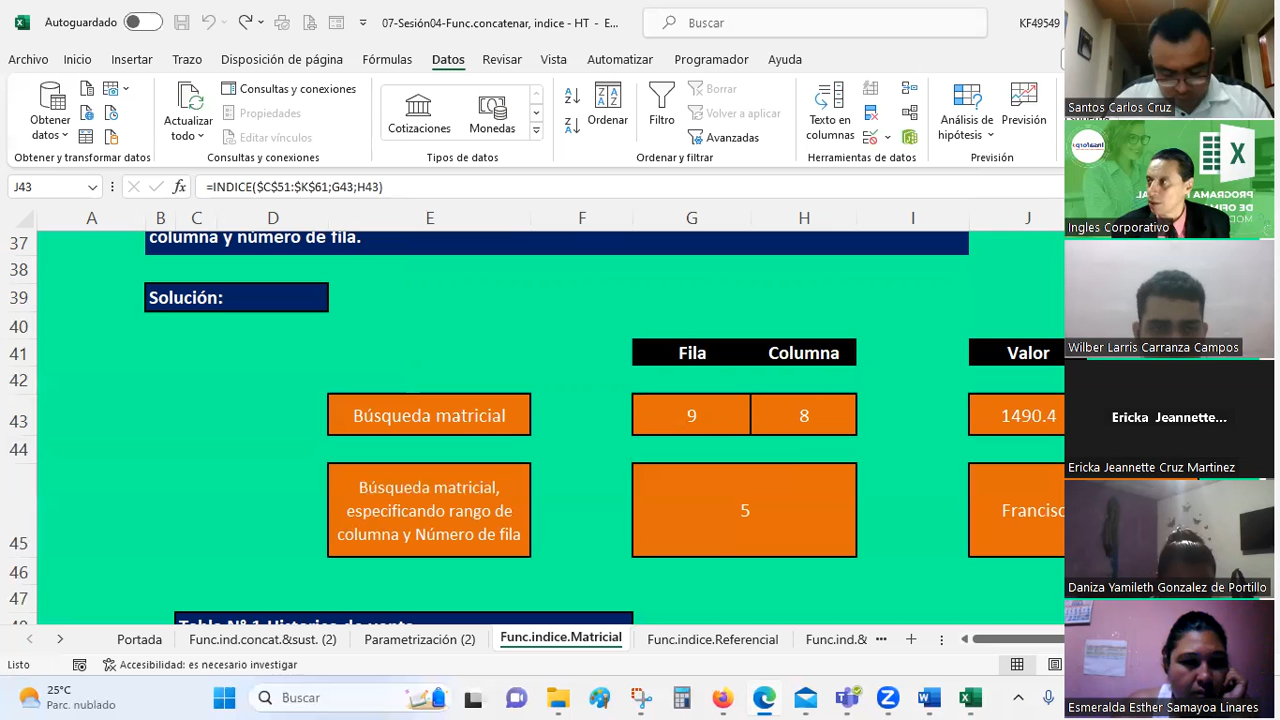 Autoguardado
07-Sesión04-Func.concatenar, indice - HT - E...
Buscar
KF49549
Archivo Inicio Insertar Trazo Disposición de página Fórmulas Datos Revisar Vista Automatizar Programador Ayuda
Obtener datos
Obtener y transformar datos
Actualizar todo
Consultas y conexiones
Propiedades
Editar vínculos
Consultas y conexiones
Cotizaciones
Monedas
Tipos de datos
Ordenar
Filtro
Borrar
Volver a aplicar
Avanzadas
Ordenar y filtrar
Texto en columnas
Herramientas de datos
Análisis de hipótesis
Previsión
Previsión
J43
=INDICE($C$51:$K$61;G43;H43)
A B C D E F G H I J
37
columna y número de fila.
38
39
Solución:
40
41
Fila Columna Valor
42
43
Búsqueda matricial 9 8 1490.4
44
45
Búsqueda matricial,
especificando rango de
columna y Número de fila
5
Francisc
46
47
Portada Func.ind.concat.&sust. (2) Parametrización (2) Func.indice.Matricial Func.indice.Referencial Func.ind.&
Listo
Accesibilidad: es necesario investigar
25°C
Parc. nublado
Buscar
Santos Carlos Cruz
Insaforp
PROGRAMA
DE OFIMA
MOD
Ingles Corporativo
Wilber Larris Carranza Campos
Ericka Jeannette...
Ericka Jeannette Cruz Martinez
Daniza Yamileth Gonzalez de Portillo
Esmeralda Esther Samayoa Linares